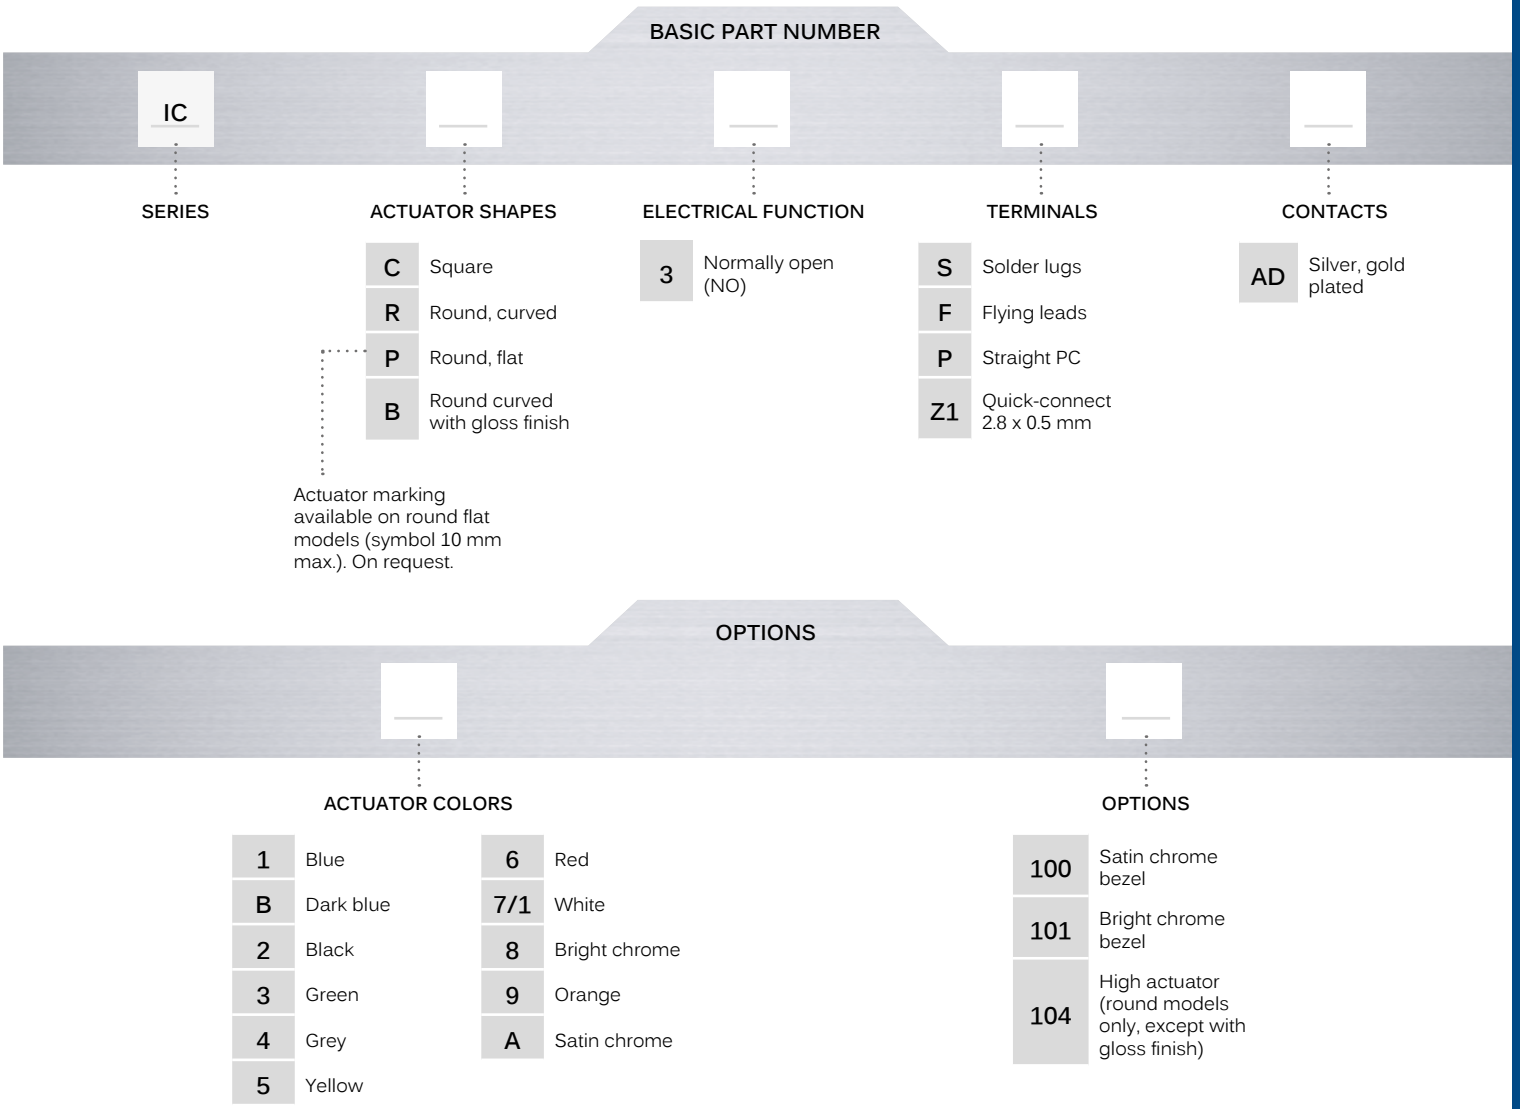 BASIC PART NUMBER
IC
SERIES
ACTUATOR SHAPES
C Square
R Round, curved
P Round, flat
B Round curved
with gloss finish
Actuator marking
available on round flat
models (symbol 10 mm
max.). On request.
ELECTRICAL FUNCTION
3 Normally open
(NO)
TERMINALS
S Solder lugs
F Flying leads
P Straight PC
Z1 Quick-connect
2.8 x 0.5 mm
CONTACTS
AD Silver, gold
plated
OPTIONS
ACTUATOR COLORS
1 Blue
B Dark blue
2 Black
3 Green
4 Grey
5 Yellow
6 Red
7/1 White
8 Bright chrome
9 Orange
A Satin chrome
OPTIONS
100 Satin chrome
bezel
101 Bright chrome
bezel
104 High actuator
(round models
only, except with
gloss finish)